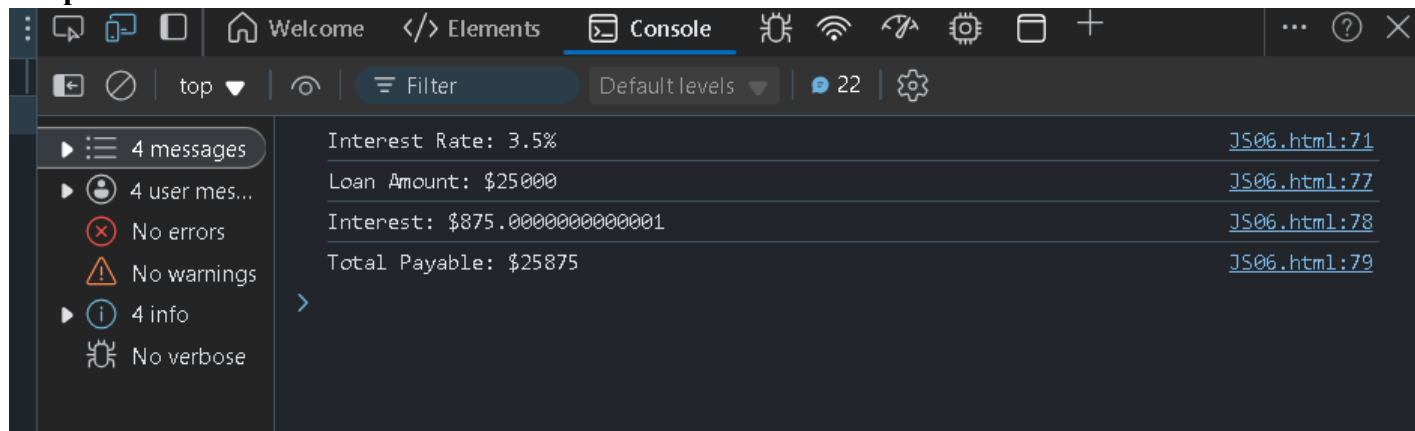 Welcome </> Elements Console
top Filter Default levels 22
4 messages
4 user mes...
No errors
No warnings
4 info
No verbose
Interest Rate: 3.5% JS06.html:71
Loan Amount: $25000 JS06.html:77
Interest: $875.0000000000001 JS06.html:78
Total Payable: $25875 JS06.html:79